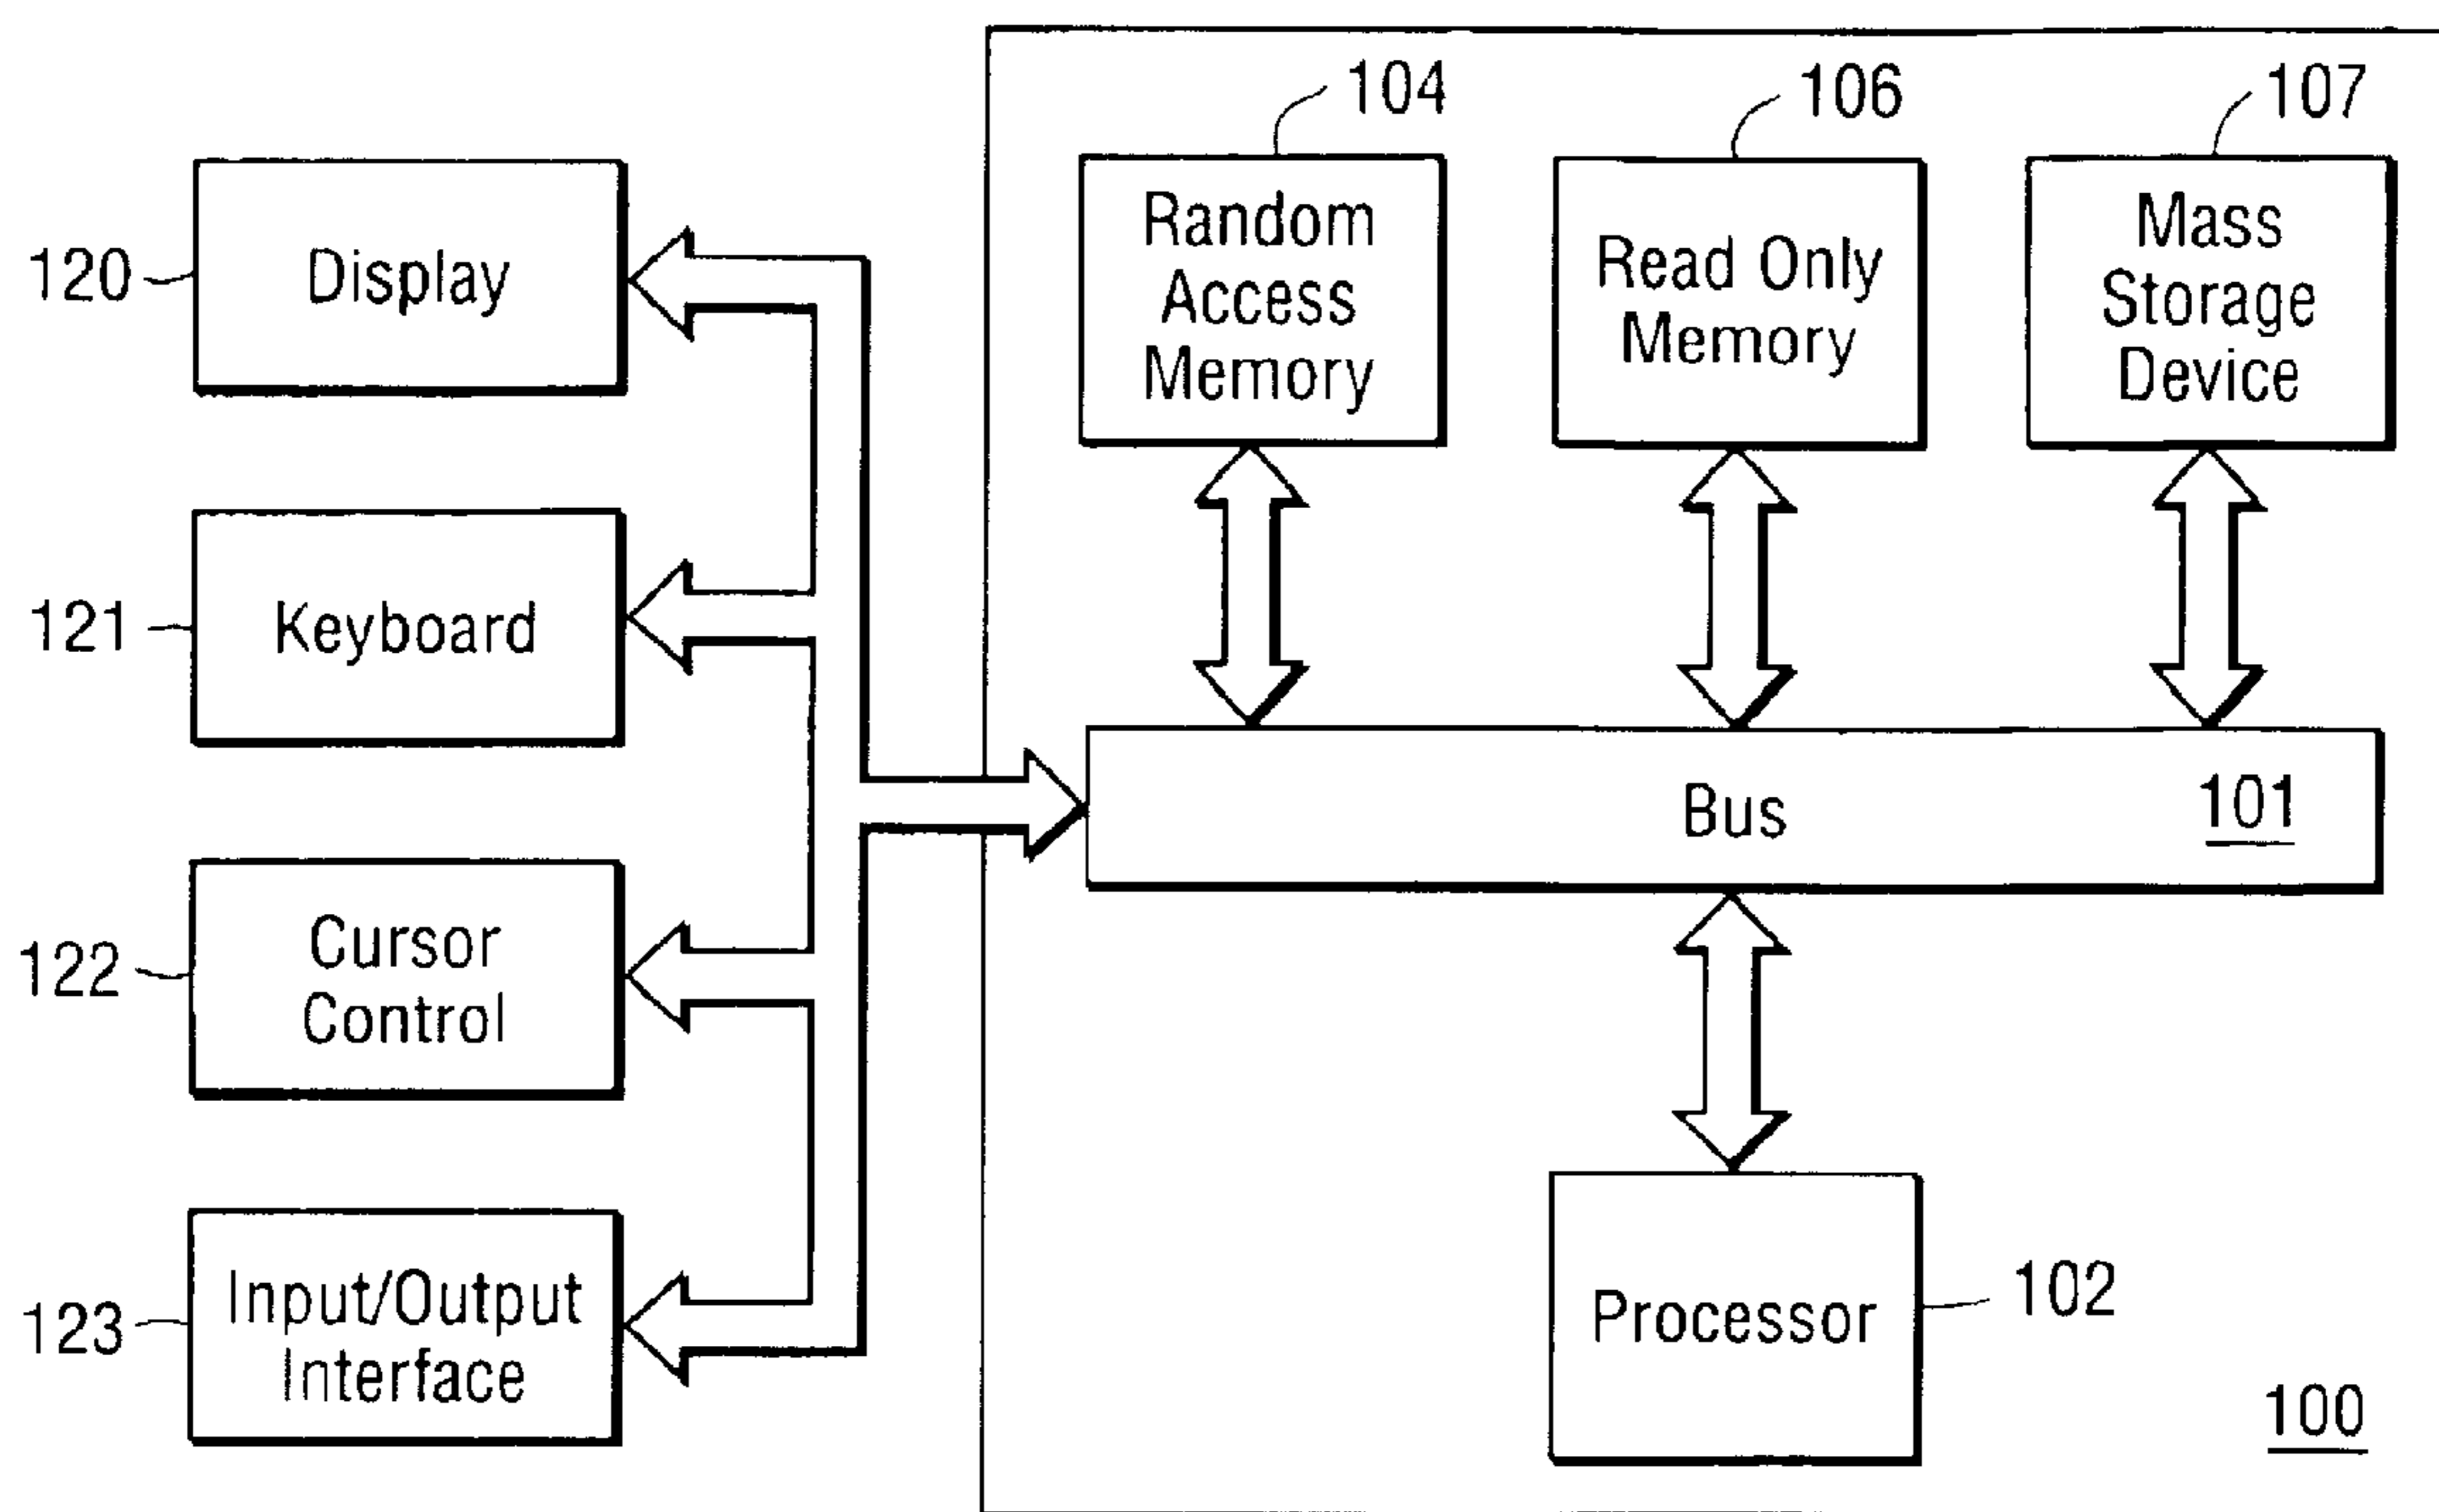 104
106
107
Random
Access
Memory
Read Only
Memory
Mass
Storage
Device
120
Display
121
Keyboard
Bus
101
122
Cursor
Control
123
Input/Output
Interface
Processor
102
100